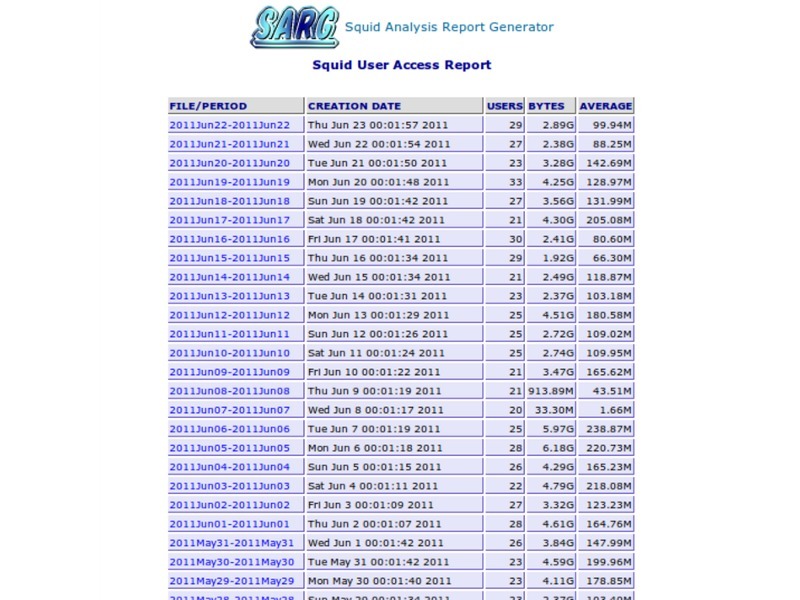 SARG Squid Analysis Report Generator
Squid User Access Report
FILE/PERIOD CREATION DATE USERS BYTES AVERAGE
2011Jun22-2011Jun22 Thu Jun 23 00:01:57 2011 29 2.89G 99.94M
2011Jun21-2011Jun21 Wed Jun 22 00:01:54 2011 27 2.38G 88.25M
2011Jun20-2011Jun20 Tue Jun 21 00:01:50 2011 23 3.28G 142.69M
2011Jun19-2011Jun19 Mon Jun 20 00:01:48 2011 33 4.25G 128.97M
2011Jun18-2011Jun18 Sun Jun 19 00:01:42 2011 27 3.56G 131.99M
2011Jun17-2011Jun17 Sat Jun 18 00:01:42 2011 21 4.30G 205.08M
2011Jun16-2011Jun16 Fri Jun 17 00:01:41 2011 30 2.41G 80.60M
2011Jun15-2011Jun15 Thu Jun 16 00:01:34 2011 29 1.92G 66.30M
2011Jun14-2011Jun14 Wed Jun 15 00:01:34 2011 21 2.49G 118.87M
2011Jun13-2011Jun13 Tue Jun 14 00:01:31 2011 23 2.37G 103.18M
2011Jun12-2011Jun12 Mon Jun 13 00:01:29 2011 25 4.51G 180.58M
2011Jun11-2011Jun11 Sun Jun 12 00:01:26 2011 25 2.72G 109.02M
2011Jun10-2011Jun10 Sat Jun 11 00:01:24 2011 25 2.74G 109.95M
2011Jun09-2011Jun09 Fri Jun 10 00:01:22 2011 21 3.47G 165.62M
2011Jun08-2011Jun08 Thu Jun 9 00:01:19 2011 21 913.89M 43.51M
2011Jun07-2011Jun07 Wed Jun 8 00:01:17 2011 20 33.30M 1.66M
2011Jun06-2011Jun06 Tue Jun 7 00:01:19 2011 25 5.97G 238.87M
2011Jun05-2011Jun05 Mon Jun 6 00:01:18 2011 28 6.18G 220.73M
2011Jun04-2011Jun04 Sun Jun 5 00:01:15 2011 26 4.29G 165.23M
2011Jun03-2011Jun03 Sat Jun 4 00:01:11 2011 22 4.79G 218.08M
2011Jun02-2011Jun02 Fri Jun 3 00:01:09 2011 27 3.32G 123.23M
2011Jun01-2011Jun01 Thu Jun 2 00:01:07 2011 28 4.61G 164.76M
2011May31-2011May31 Wed Jun 1 00:01:42 2011 26 3.84G 147.99M
2011May30-2011May30 Tue May 31 00:01:42 2011 23 4.59G 199.96M
2011May29-2011May29 Mon May 30 00:01:40 2011 23 4.11G 178.85M
2011May28-2011May28 Sun May 29 00:01:34 2011 23 2.37G